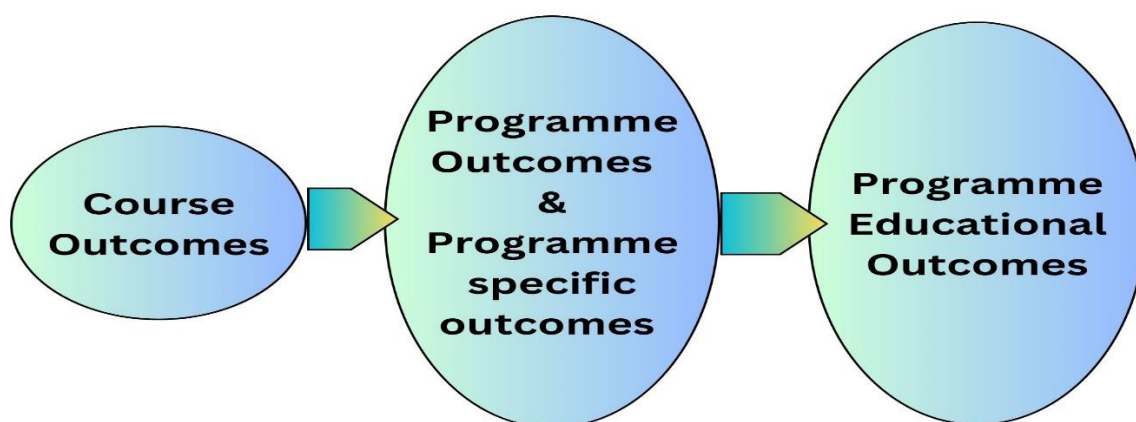 Course
Outcomes
Programme
Outcomes
&
Programme
specific
outcomes
Programme
Educational
Outcomes